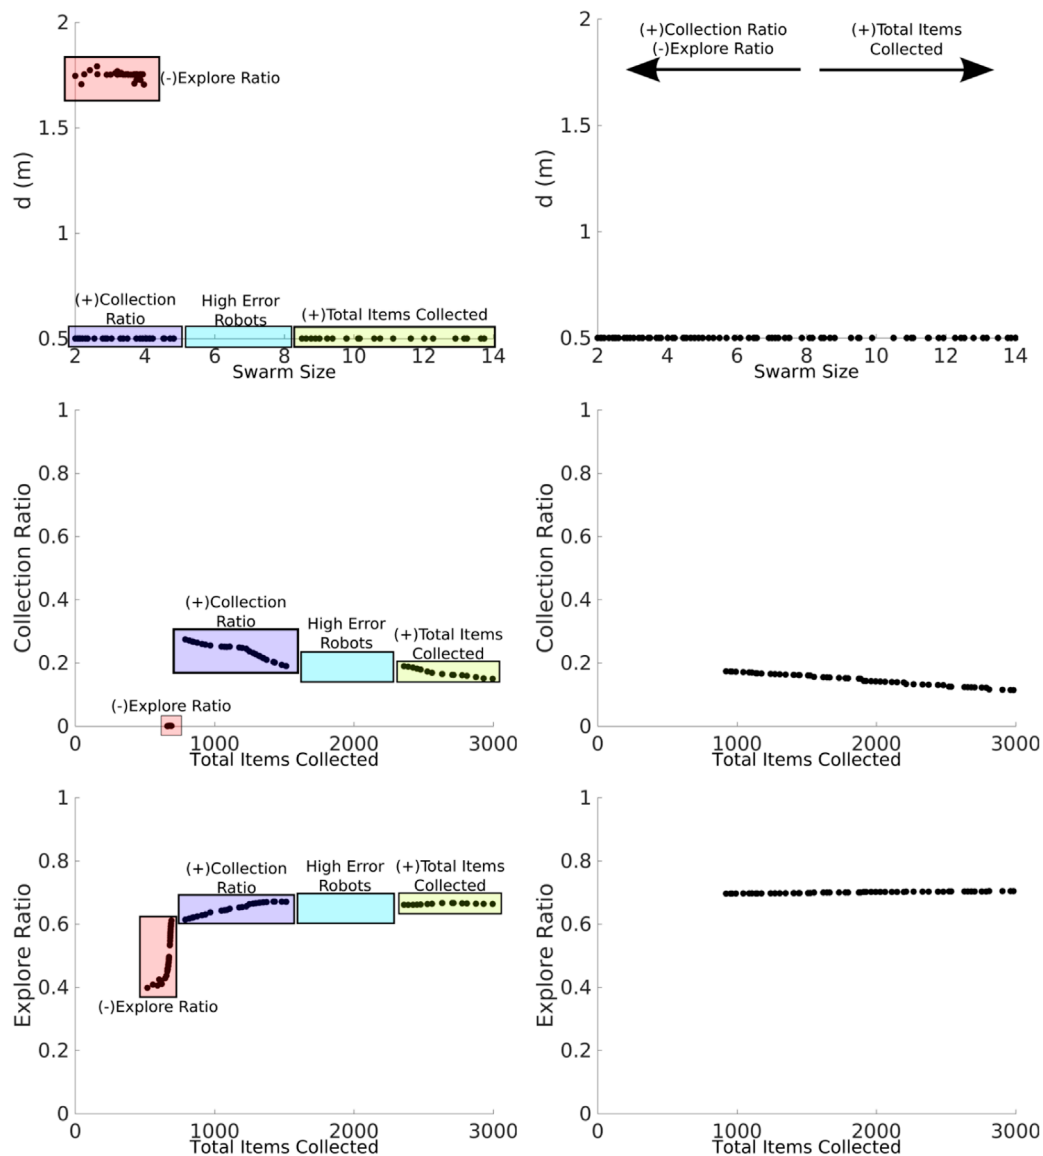 2
1.5
1
0.5
d (m)
(-)Explore Ratio
(+)Collection
Ratio
High Error
Robots
(+)Total Items Collected
2 4 6 8 10 12 14
Swarm Size
2
1.5
1
0.5
d (m)
(+)Collection Ratio
(-)Explore Ratio
(+)Total Items
Collected
2 4 6 8 10 12 14
Swarm Size
1
0.8
0.6
0.4
0.2
0
Collection Ratio
(-)Explore Ratio
(+)Collection
Ratio
High Error
Robots
(+)Total Items
Collected
0 1000 2000 3000
Total Items Collected
1
0.8
0.6
0.4
0.2
0
Collection Ratio
0 1000 2000 3000
Total Items Collected
1
0.8
0.6
0.4
0.2
0
Explore Ratio
(-)Explore Ratio
(+)Collection
Ratio
High Error
Robots
(+)Total Items
Collected
0 1000 2000 3000
Total Items Collected
1
0.8
0.6
0.4
0.2
0
Explore Ratio
0 1000 2000 3000
Total Items Collected